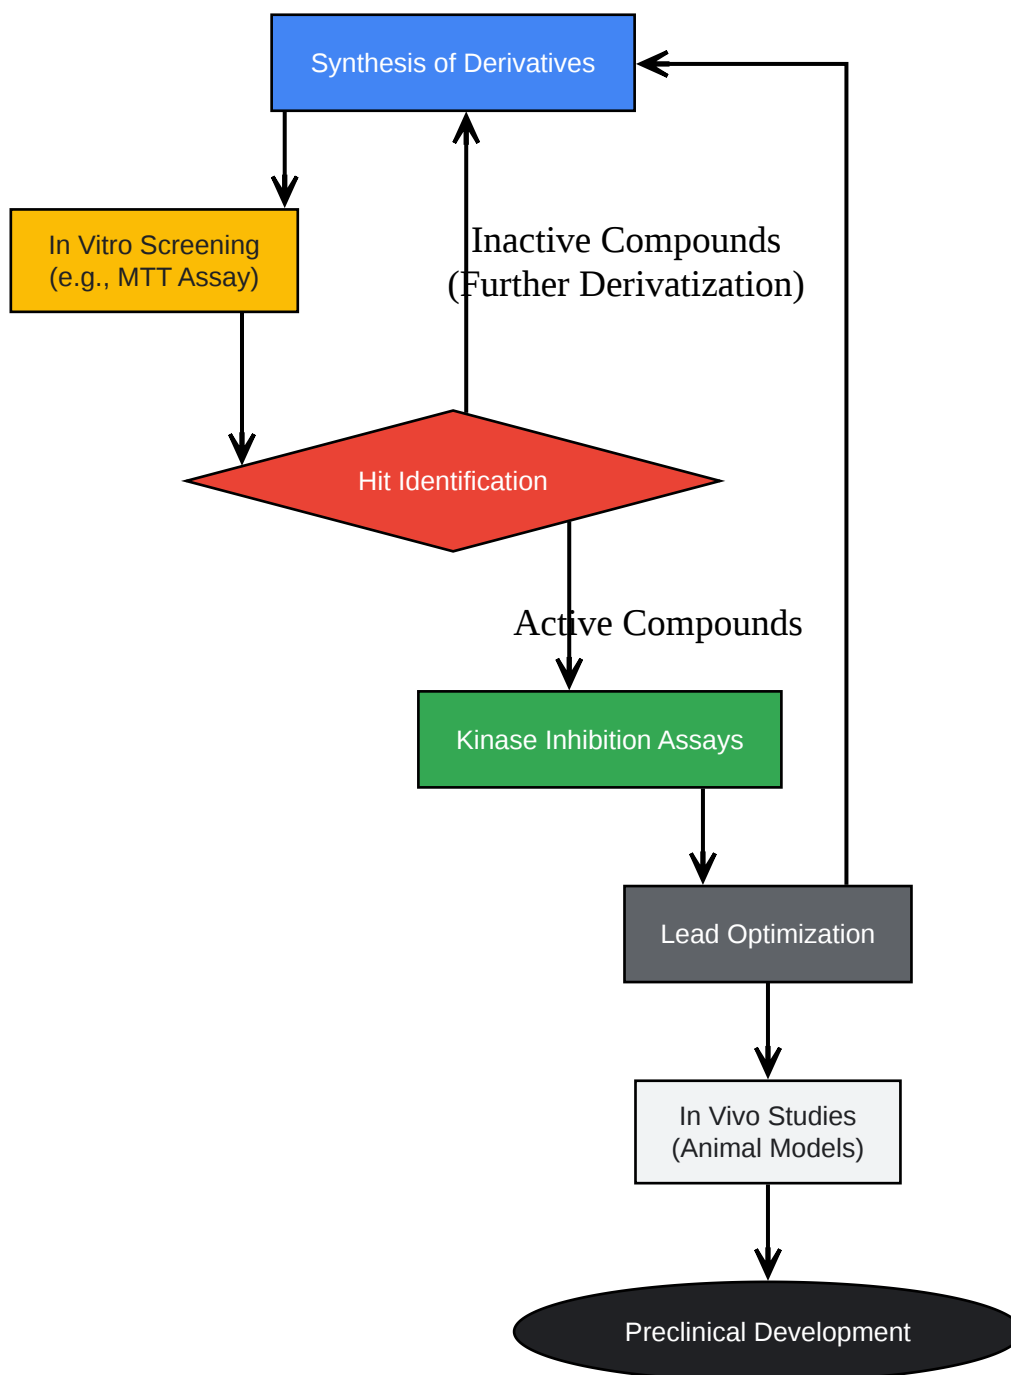 Synthesis of Derivatives
In Vitro Screening
(e.g., MTT Assay)
Inactive Compounds
(Further Derivatization)
Hit Identification
Active Compounds
Kinase Inhibition Assays
Lead Optimization
In Vivo Studies
(Animal Models)
Preclinical Development